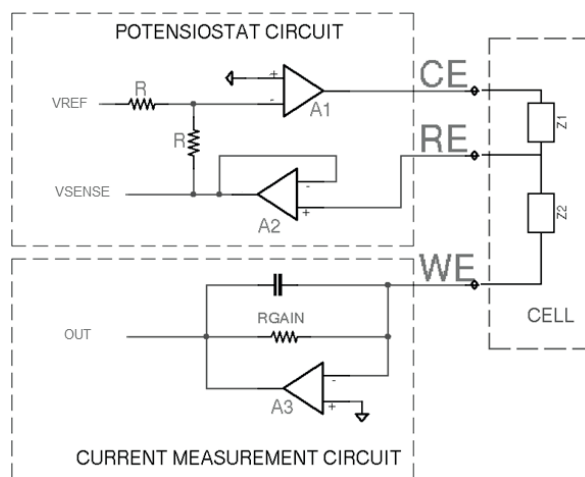 POTENSIOSTAT CIRCUIT
CE
R
+
-
A1
VREF
Z1
RE
R
VSENSE
-
+
A2
Z2
WE
CELL
RGAIN
OUT
-
+
A3
CURRENT MEASUREMENT CIRCUIT